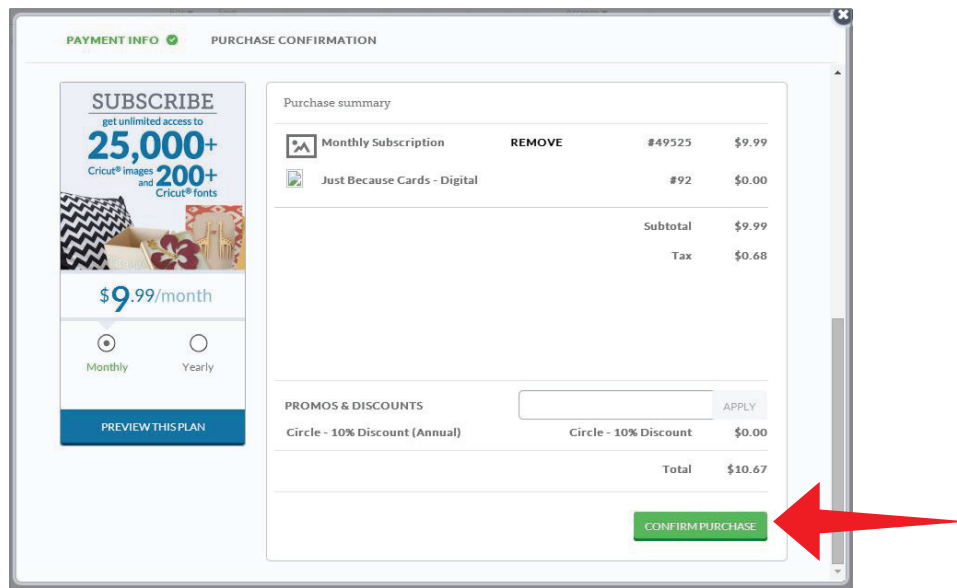 PAYMENT INFO PURCHASE CONFIRMATION
SUBSCRIBE
get unlimited access to
25,000+
Cricut® images
and 200+
Cricut® fonts
$9.99/month
Monthly Yearly
PREVIEW THIS PLAN
Purchase summary
Monthly Subscription REMOVE #49525 $9.99
Just Because Cards - Digital #92 $0.00
Subtotal $9.99
Tax $0.68
PROMOS & DISCOUNTS APPLY
Circle - 10% Discount (Annual) Circle - 10% Discount $0.00
Total $10.67
CONFIRM PURCHASE